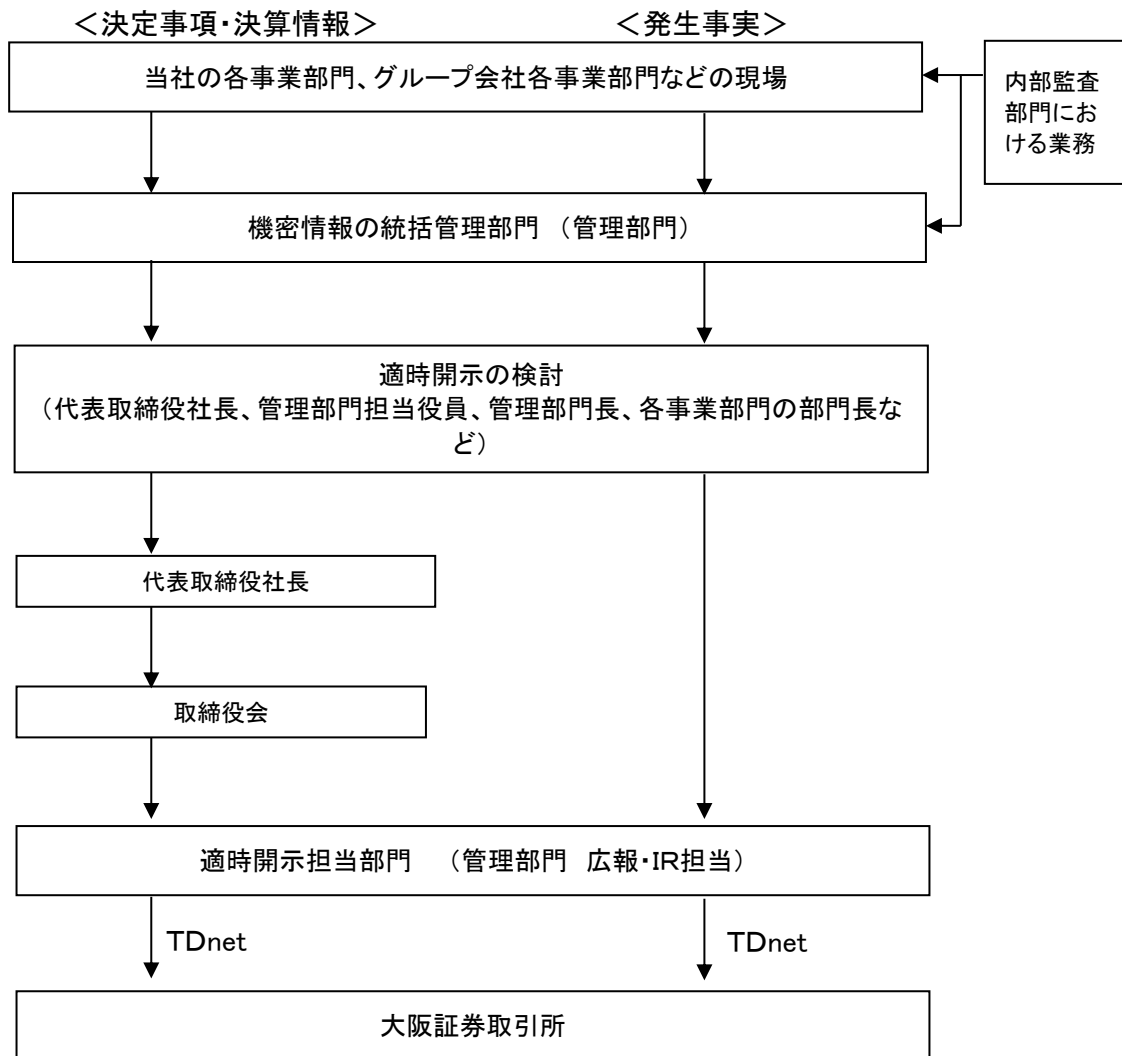 ＜決定事項・決算情報＞ ＜発生事実＞
当社の各事業部門、グループ会社各事業部門などの現場
内部監査
部門にお
ける業務
機密情報の統括管理部門 （管理部門）
適時開示の検討
（代表取締役社長、管理部門担当役員、管理部門長、各事業部門の部門長な
ど）
代表取締役社長
取締役会
適時開示担当部門 （管理部門 広報・IR担当）
TDnet TDnet
大阪証券取引所